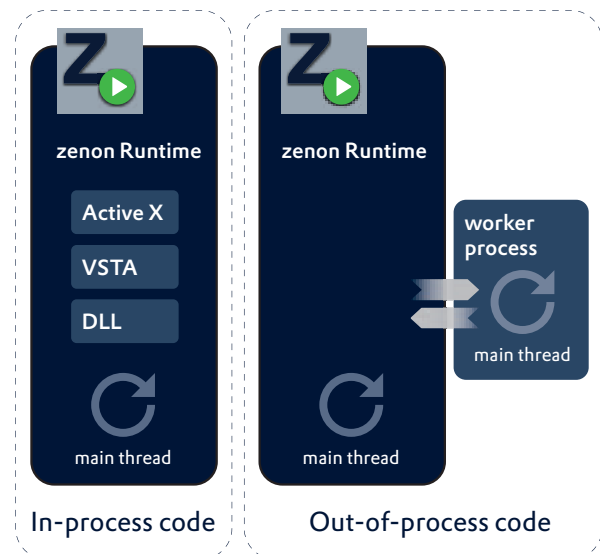 Z
zenon Runtime
Active X
VSTA
DLL
main thread
In-process code
Z
zenon Runtime
main thread
worker
process
main thread
Out-of-process code